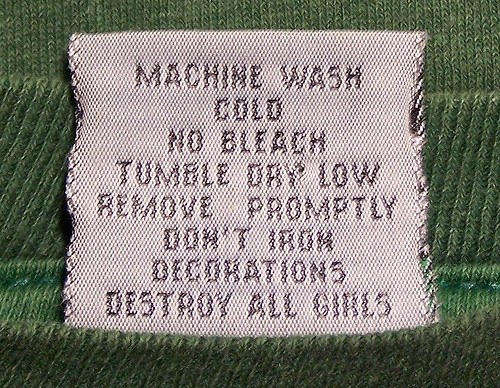 MACHINE WASH
COLD
NO BLEACH
TUMBLE DRY LOW
REMOVE PROMPTLY
DON'T IRON
DECORATIONS
DESTROY ALL GIRLS